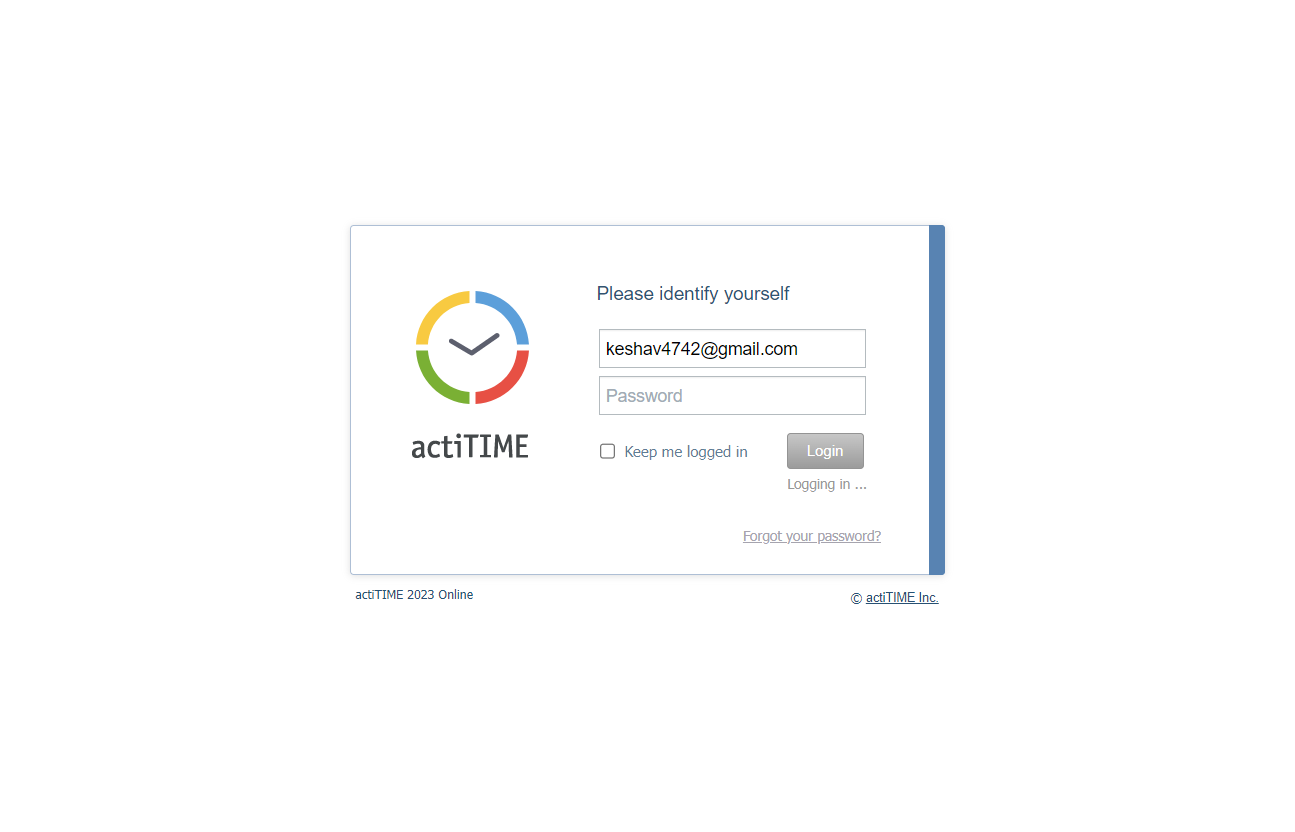 Please identify yourself
keshav4742@gmail.com
Password
actiTIME
Keep me logged in
Login
Logging in ...
Forgot your password?
actiTIME 2023 Online
© actiTIME Inc.